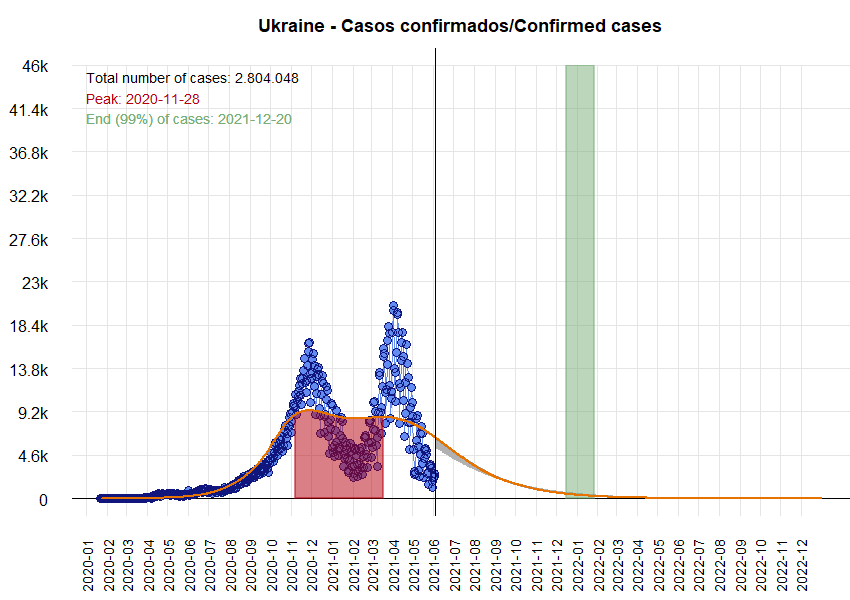 Ukraine - Casos confirmados/Confirmed cases
46k
41.4k
36.8k
32.2k
27.6k
23k
18.4k
13.8k
9.2k
4.6k
0
Total number of cases: 2.804.048
Peak: 2020-11-28
End (99%) of cases: 2021-12-20
2020-01
2020-02
2020-03
2020-04
2020-05
2020-06
2020-07
2020-08
2020-09
2020-10
2020-11
2020-12
2021-01
2021-02
2021-03
2021-04
2021-05
2021-06
2021-07
2021-08
2021-09
2021-10
2021-11
2021-12
2022-01
2022-02
2022-03
2022-04
2022-05
2022-06
2022-07
2022-08
2022-09
2022-10
2022-11
2022-12